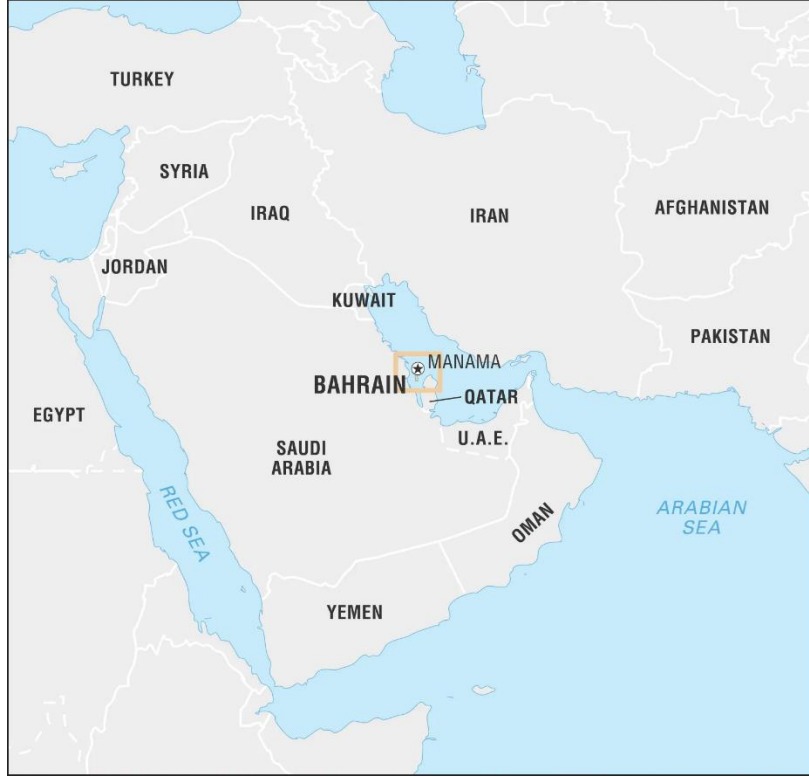 TURKEY
SYRIA
IRAQ
IRAN
AFGHANISTAN
JORDAN
KUWAIT
PAKISTAN
MANAMA
BAHRAIN
QATAR
EGYPT
U.A.E.
SAUDI
ARABIA
RED SEA
OMAN
ARABIAN
SEA
YEMEN